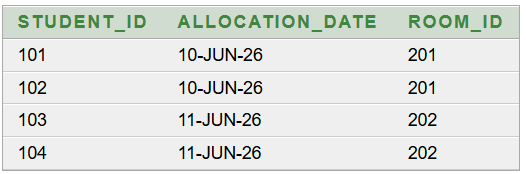 STUDENT_ID ALLOCATION_DATE ROOM_ID
101 10-JUN-26 201
102 10-JUN-26 201
103 11-JUN-26 202
104 11-JUN-26 202